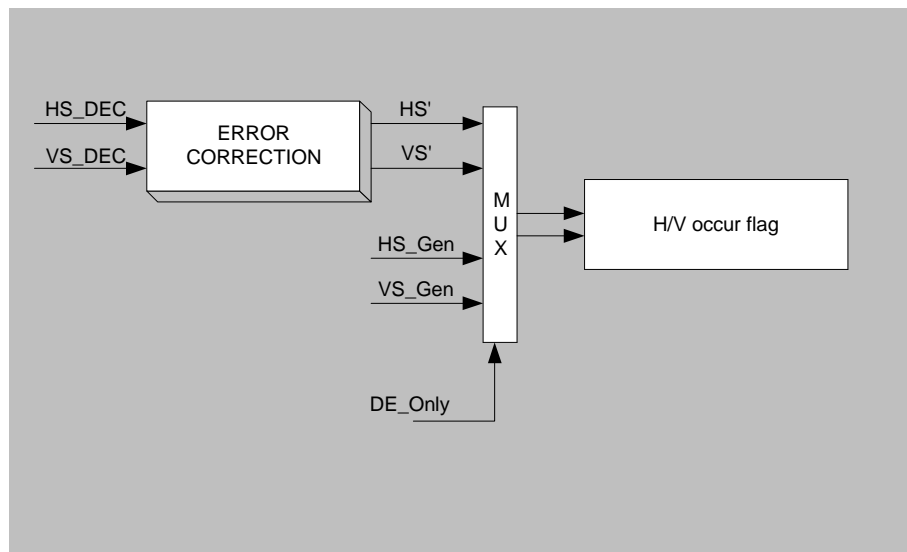 HS_DEC
HS'
ERROR
CORRECTION
VS_DEC
VS'
M
U
X
H/V occur flag
HS_Gen
VS_Gen
DE_Only